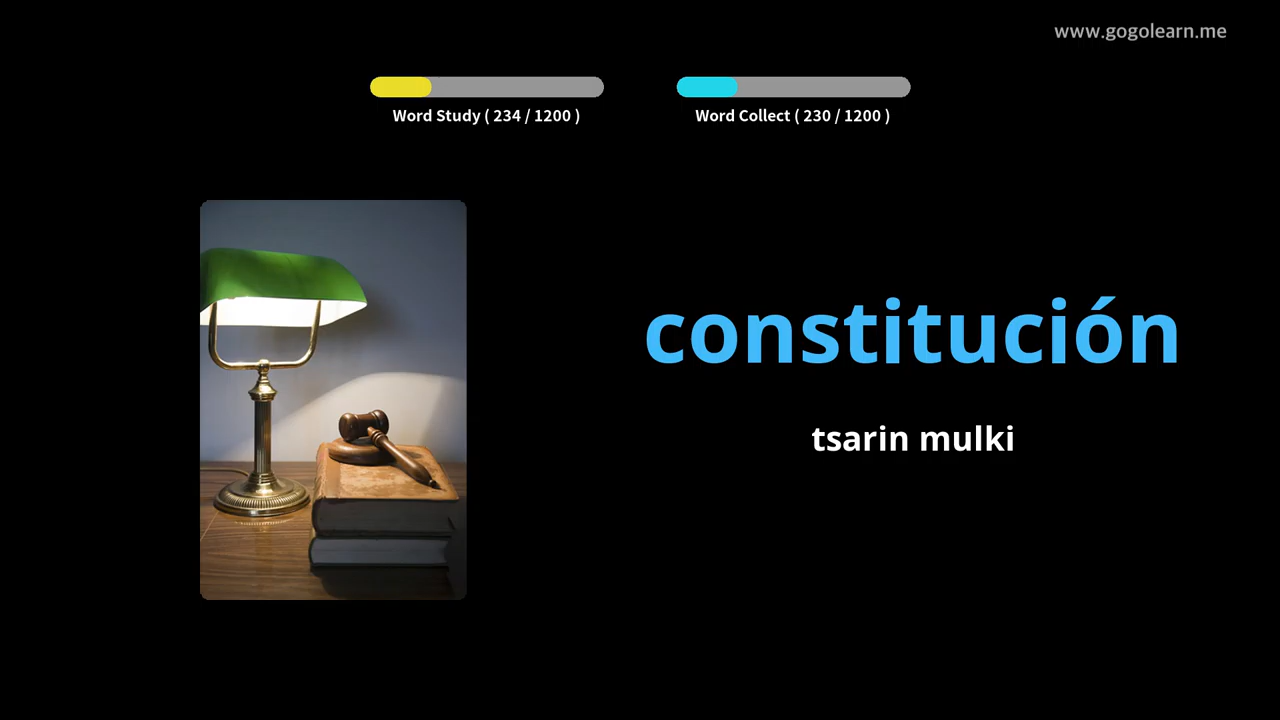 www.gogolearn.me
Word Study ( 234 / 1200 )
Word Collect ( 230 / 1200 )
constitución
tsarin mulki